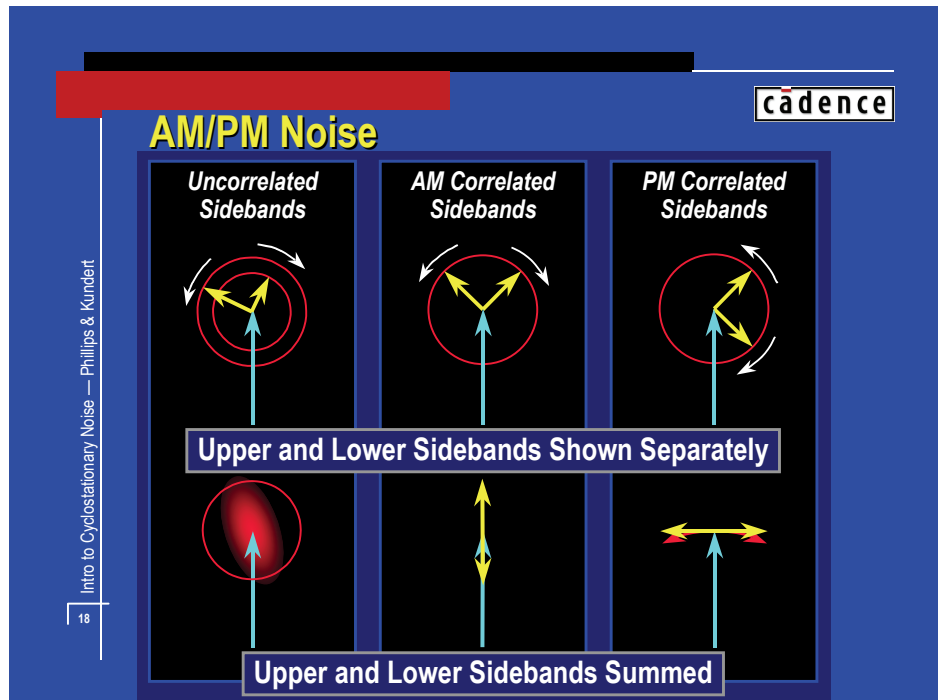 cādence
AM/PM Noise
Uncorrelated
Sidebands
AM Correlated
Sidebands
PM Correlated
Sidebands
Upper and Lower Sidebands Shown Separately
Upper and Lower Sidebands Summed
Intro to Cyclostationary Noise — Phillips & Kundert
18